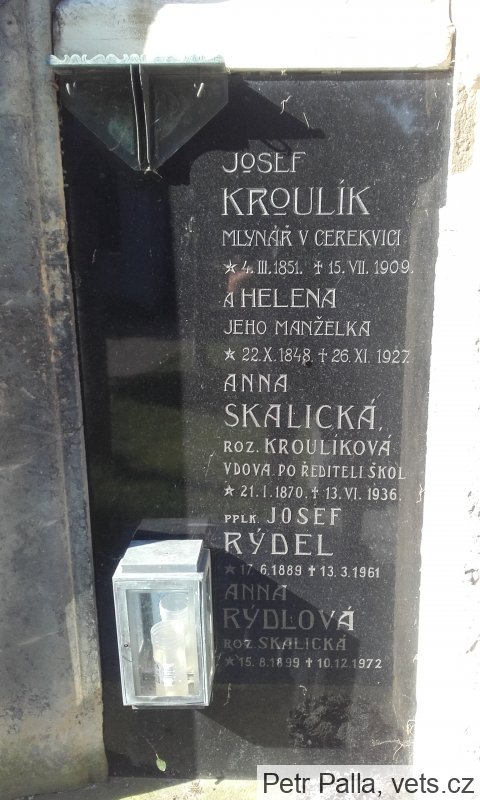 JOSEF
KROULÍK
MLYNÁŘ V CEREKVICI
* 4. III. 1851. † 15. VII. 1909.
A HELENA
JEHO MANŽELKA
* 22. X. 1848. † 26. XI. 1927
ANNA
SKALICKÁ,
ROZ. KROULÍKOVÁ
VDOVA PO ŘEDITELI ŠKOL
* 21. I. 1870. † 13. VI. 1936.
PPLK. JOSEF
RÝDEL
* 17.6.1889 † 13.3.1961
ANNA
RÝDLOVÁ
ROZ. SKALICKÁ
* 15.8.1899 † 10.12.1972
Petr Palla, vets.cz